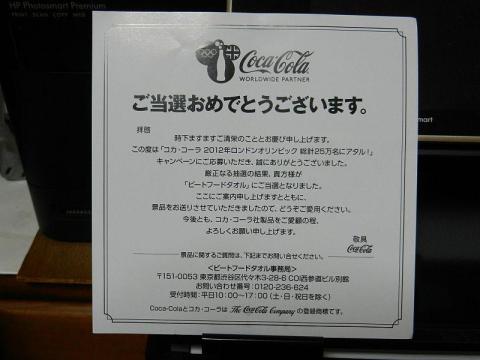 HP Photosmart Premium
PRINT SCAN COPY WEB
Coca-Cola
WORLDWIDE PARTNER
ご当選おめでとうございます。
拝啓
時下ますますご清栄のこととお慶び申し上げます。
この度は「コカ・コーラ 2012年ロンドンオリンピック 総計25万名にアタル!」
キャンペーンにご応募いただき、誠にありがとうございました。
厳正なる抽選の結果、貴方様が
「ビートフードタオル」にご当選となりました。
ここにご案内申し上げますとともに、
景品をお送りさせていただきましたので、どうぞご愛用ください。
今後とも、コカ・コーラ社製品をご愛顧の程、
よろしくお願い申し上げます。
敬具
Coca-Cola
景品に関するご質問は、下記までお問い合せください。
<ビートフードタオル事務局>
〒151-0053 東京都渋谷区代々木3-28-6 COI西参道ビル別館
お問い合わせ番号:0120-236-624
受付時間:平日10:00~17:00(土・日・祝日を除く)
Coca-Colaとコカ・コーラは The Coca-Cola Company の登録商標です。